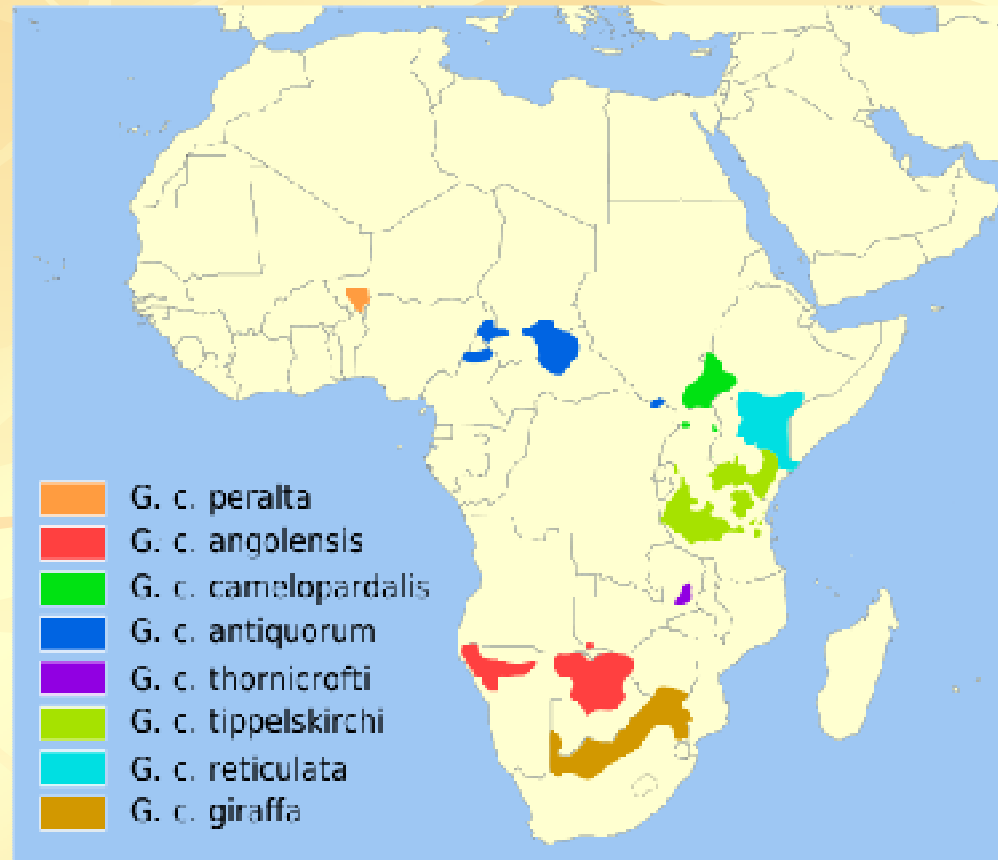 G. c. peralta
G. c. angolensis
G. c. camelopardalis
G. c. antiquorum
G. c. thornicrofti
G. c. tippelskirchi
G. c. reticulata
G. c. giraffa